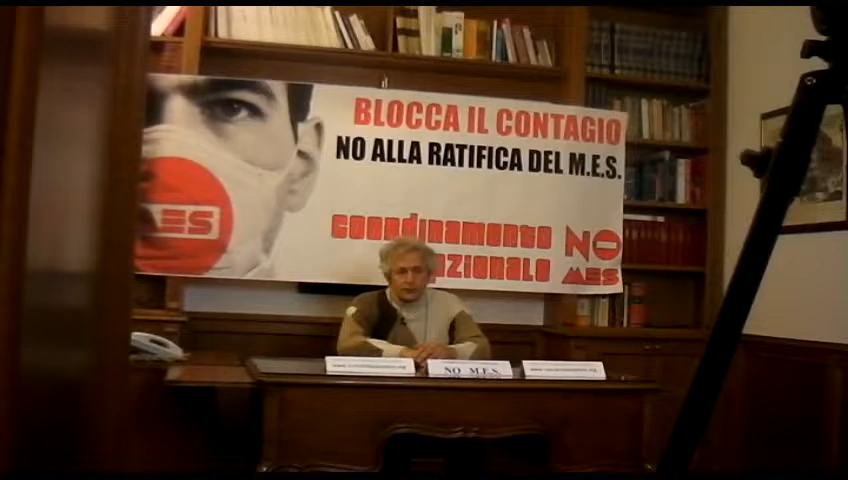 BLOCCA IL CONTAGIO
NO ALLA RATIFICA DEL M.E.S.
MES
coordinamento
nazionale
NO
MES
NO M.E.S.